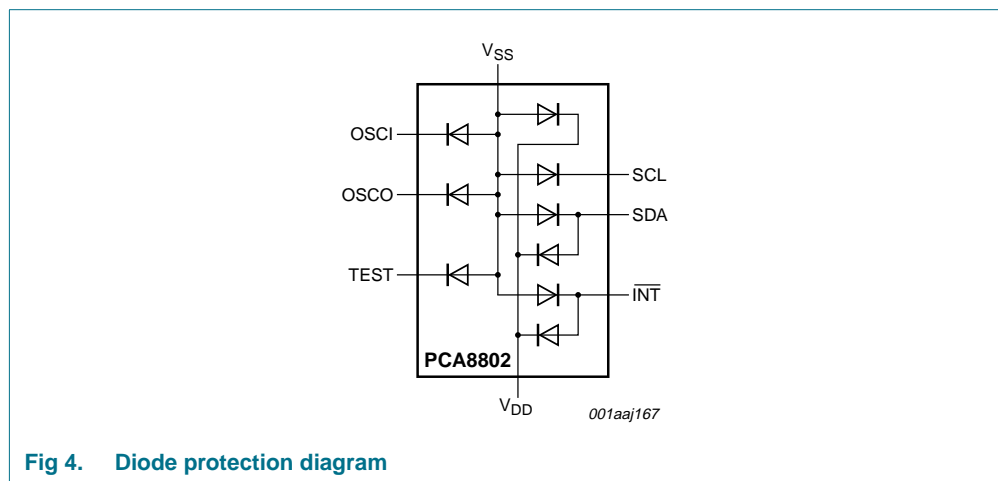 VSS
OSCI
SCL
OSCO
SDA
TEST
INT
PCA8802
VDD
001aaj167
Fig 4. Diode protection diagram